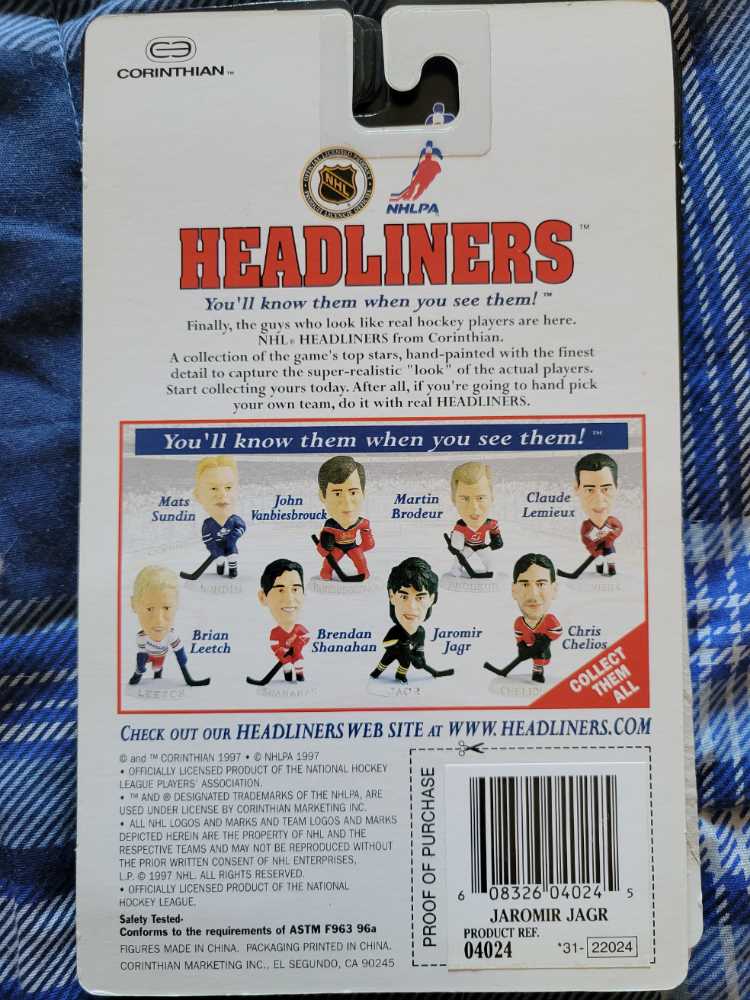 CORINTHIAN™
OFFICIAL LICENSED PRODUCT
NHL
NHLPA
HEADLINERS™
You'll know them when you see them! ™
Finally, the guys who look like real hockey players are here.
NHL® HEADLINERS from Corinthian.
A collection of the game's top stars, hand-painted with the finest
detail to capture the super-realistic "look" of the actual players.
Start collecting yours today. After all, if you're going to hand pick
your own team, do it with real HEADLINERS.
You'll know them when you see them! ™
Mats
Sundin
John
Vanbiesbrouck
Martin
Brodeur
Claude
Lemieux
SUNDIN
Brian
Leetch
Brendan
Shanahan
Jaromir
Jagr
Chris
Chelios
LEETCH
JAGR
COLLECT
THEM
ALL
CHECK OUT OUR HEADLINERS WEB SITE AT WWW.HEADLINERS.COM
© and ™ CORINTHIAN 1997 • © NHLPA 1997
• OFFICIALLY LICENSED PRODUCT OF THE NATIONAL HOCKEY
LEAGUE PLAYERS' ASSOCIATION.
• ™ AND ® DESIGNATED TRADEMARKS OF THE NHLPA, ARE
USED UNDER LICENSE BY CORINTHIAN MARKETING INC.
• ALL NHL LOGOS AND MARKS AND TEAM LOGOS AND MARKS
DEPICTED HEREIN ARE THE PROPERTY OF NHL AND THE
RESPECTIVE TEAMS AND MAY NOT BE REPRODUCED WITHOUT
THE PRIOR WRITTEN CONSENT OF NHL ENTERPRISES,
L.P. © 1997 NHL. ALL RIGHTS RESERVED.
• OFFICIALLY LICENSED PRODUCT OF THE NATIONAL
HOCKEY LEAGUE.
Safety Tested-
Conforms to the requirements of ASTM F963 96a
FIGURES MADE IN CHINA. PACKAGING PRINTED IN CHINA.
CORINTHIAN MARKETING INC., EL SEGUNDO, CA 90245
PROOF OF PURCHASE
6 08326 04024 5
JAROMIR JAGR
PRODUCT REF.
04024 *31- 22024